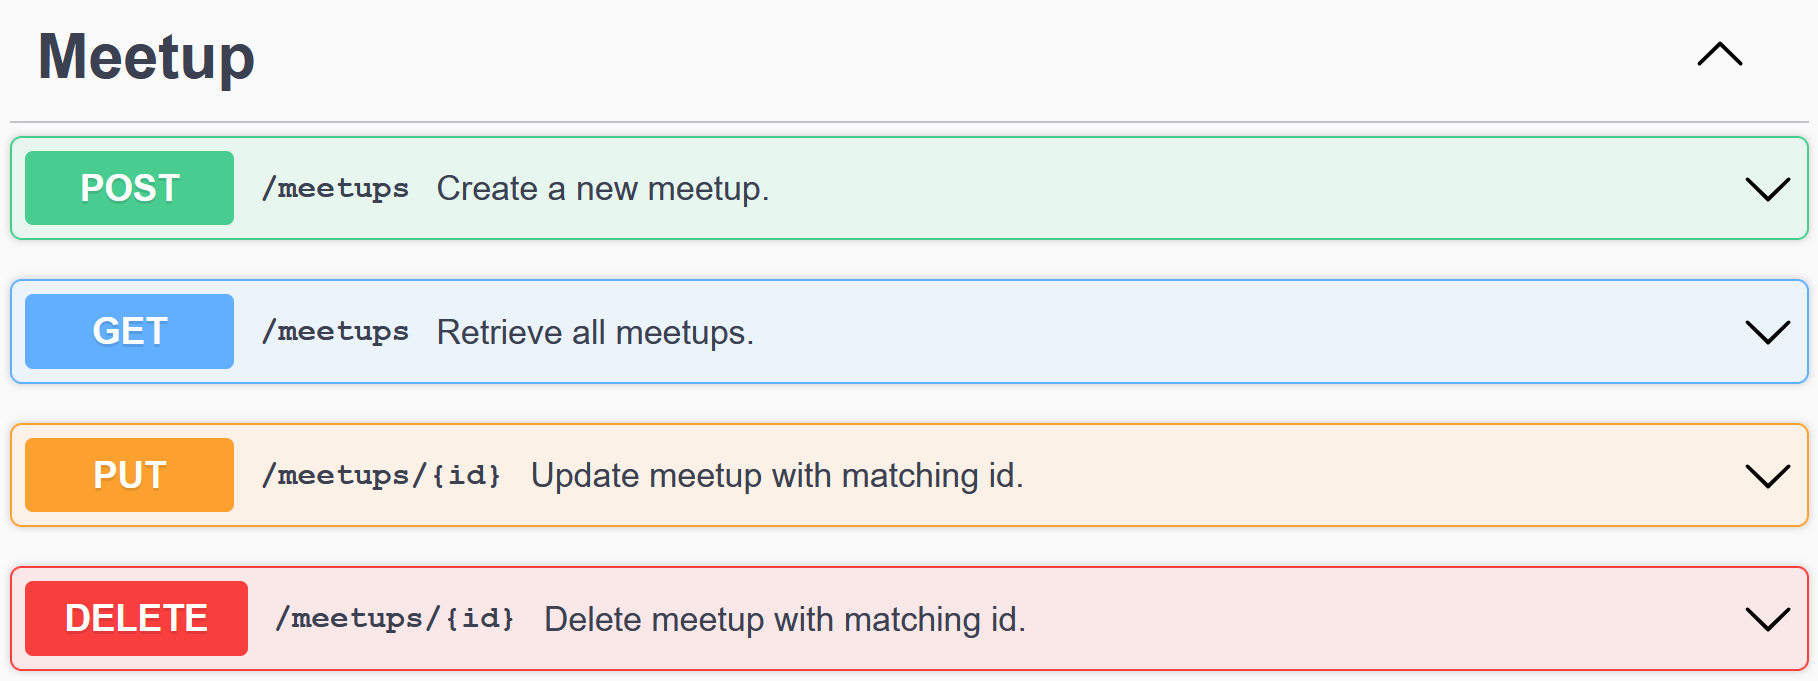 Meetup
POST /meetups Create a new meetup.
GET /meetups Retrieve all meetups.
PUT /meetups/{id} Update meetup with matching id.
DELETE /meetups/{id} Delete meetup with matching id.